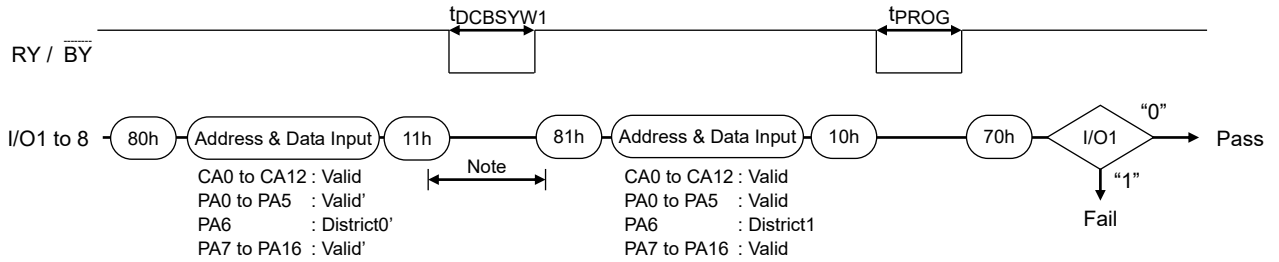 tDCBSYW1
tPROG
RY / BY
I/O1 to 8
80h
Address & Data Input
11h
81h
Address & Data Input
10h
70h
I/O1
“0”
Pass
“1”
Fail
Note
CA0 to CA12 : Valid
PA0 to PA5 : Valid’
PA6 : District0’
PA7 to PA16 : Valid’
CA0 to CA12 : Valid
PA0 to PA5 : Valid
PA6 : District1
PA7 to PA16 : Valid